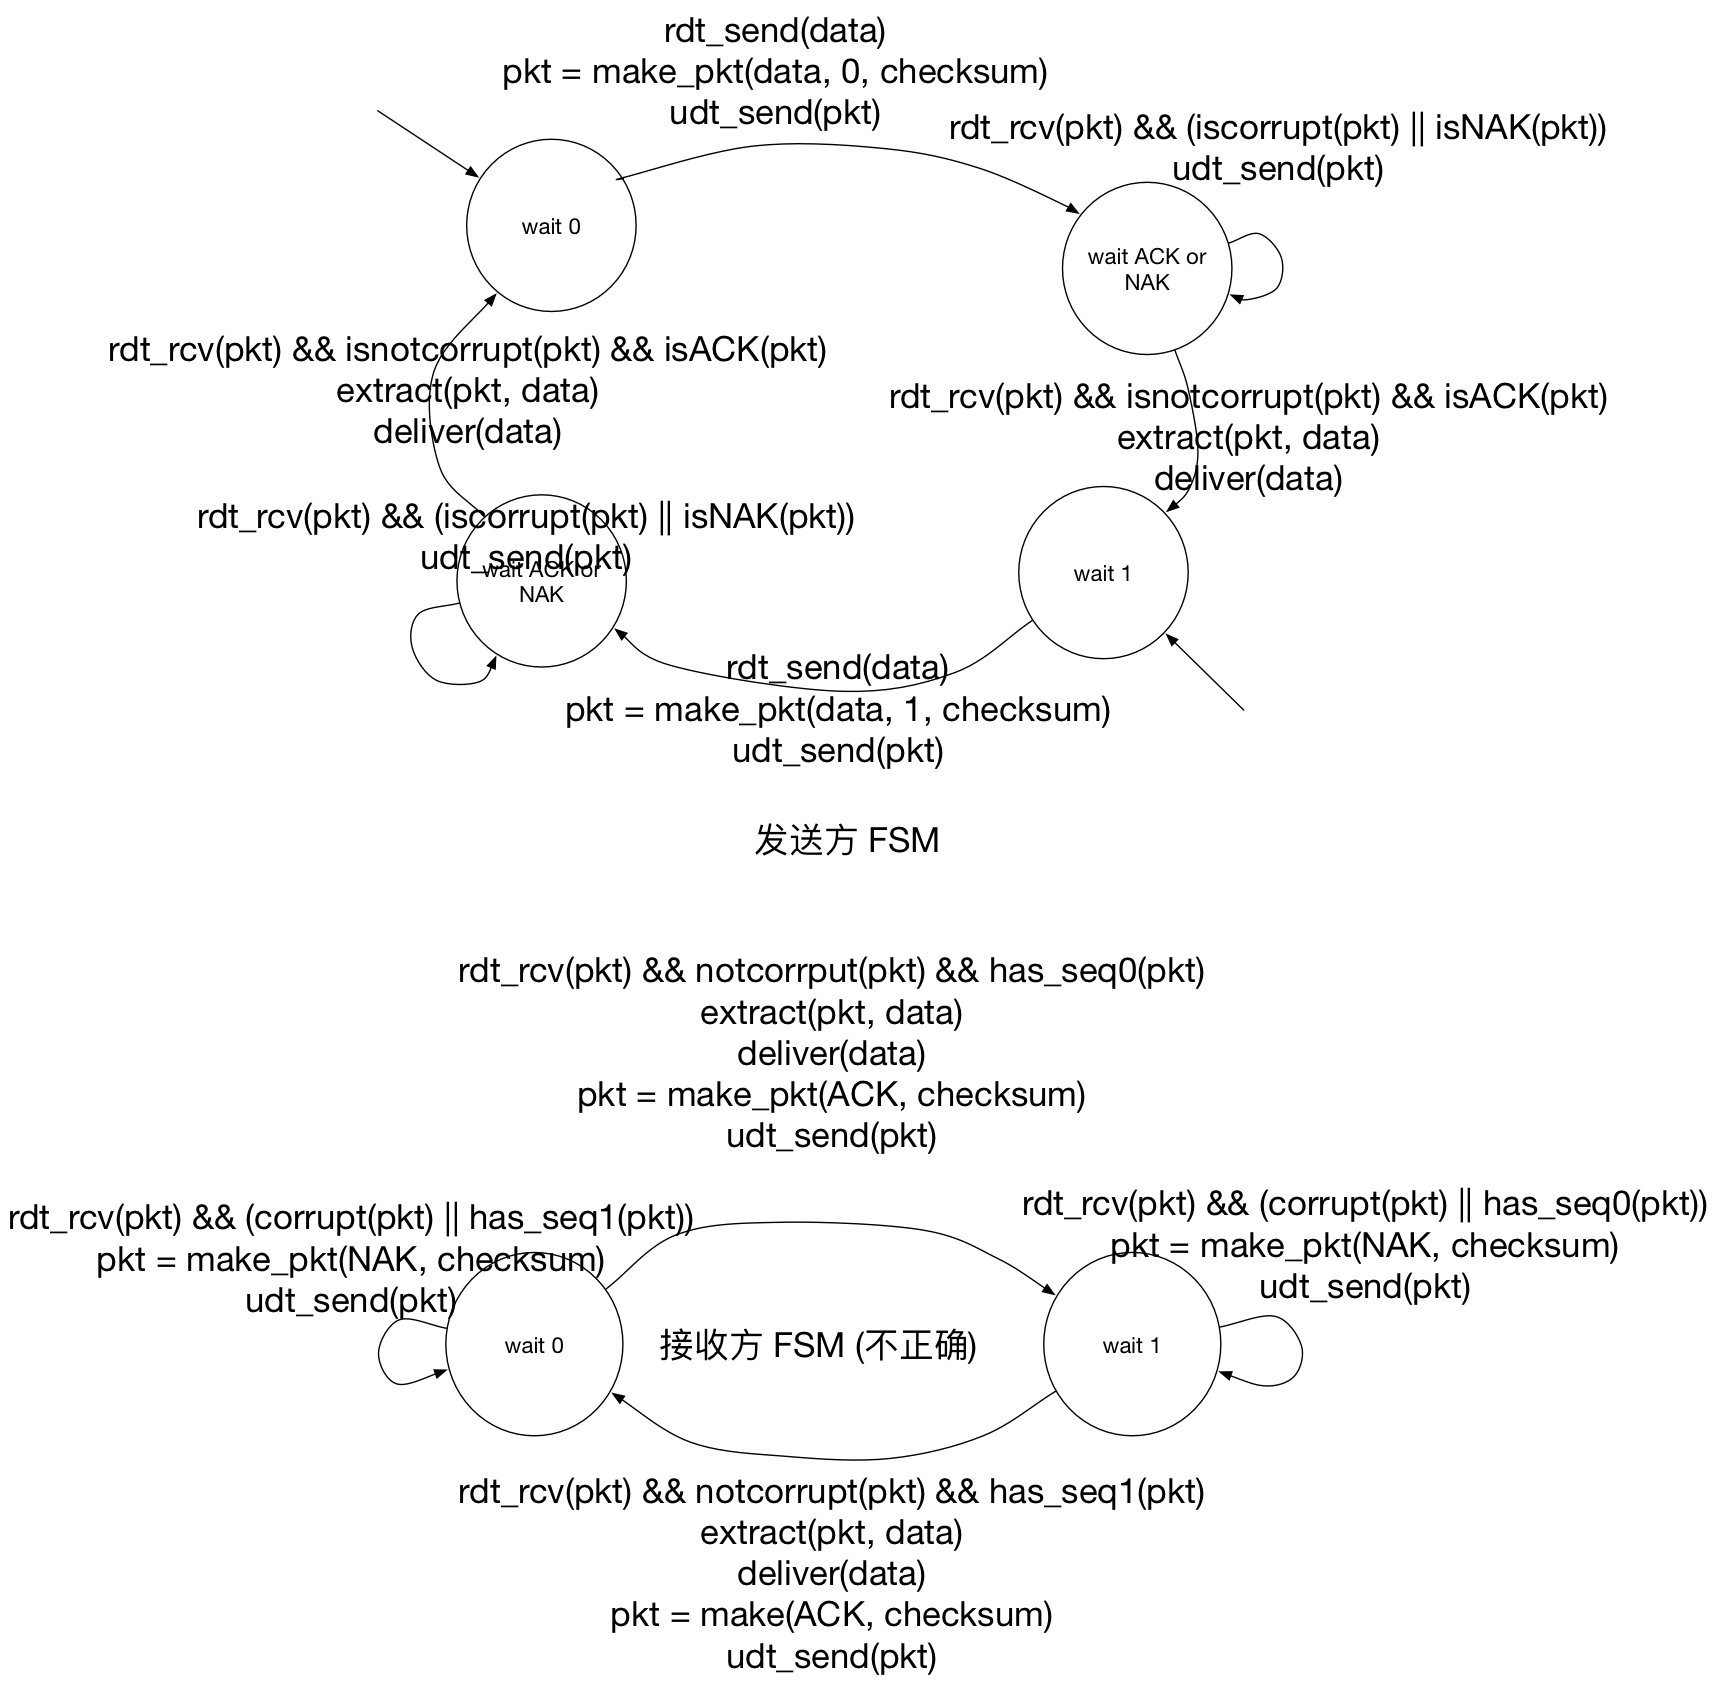 rdt_send(data)
pkt = make_pkt(data, 0, checksum)
udt_send(pkt)
rdt_rcv(pkt) && (iscorrupt(pkt) || isNAK(pkt))
udt_send(pkt)
wait 0
wait ACK or
NAK
rdt_rcv(pkt) && isnotcorrupt(pkt) && isACK(pkt)
extract(pkt, data)
deliver(data)
rdt_rcv(pkt) && isnotcorrupt(pkt) && isACK(pkt)
extract(pkt, data)
deliver(data)
rdt_rcv(pkt) && (iscorrupt(pkt) || isNAK(pkt))
udt_send(pkt)
wait ACK or
NAK
wait 1
rdt_send(data)
pkt = make_pkt(data, 1, checksum)
udt_send(pkt)
发送方 FSM
rdt_rcv(pkt) && notcorrput(pkt) && has_seq0(pkt)
extract(pkt, data)
deliver(data)
pkt = make_pkt(ACK, checksum)
udt_send(pkt)
rdt_rcv(pkt) && (corrupt(pkt) || has_seq1(pkt))
pkt = make_pkt(NAK, checksum)
udt_send(pkt)
rdt_rcv(pkt) && (corrupt(pkt) || has_seq0(pkt))
pkt = make_pkt(NAK, checksum)
udt_send(pkt)
wait 0
接收方 FSM (不正确)
wait 1
rdt_rcv(pkt) && notcorrupt(pkt) && has_seq1(pkt)
extract(pkt, data)
deliver(data)
pkt = make(ACK, checksum)
udt_send(pkt)